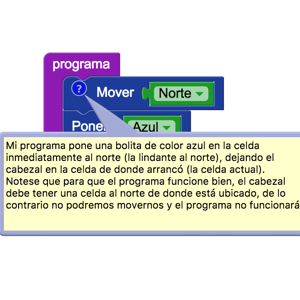 programa
Mover Norte
Poner Azul
Mi programa pone una bolita de color azul en la celda
inmediatamente al norte (la lindante al norte), dejando el
cabezal en la celda de donde arrancó (la celda actual).
Notese que para que el programa funcione bien, el cabezal
debe tener una celda al norte de donde está ubicado, de lo
contrario no podremos movernos y el programa no funcionará